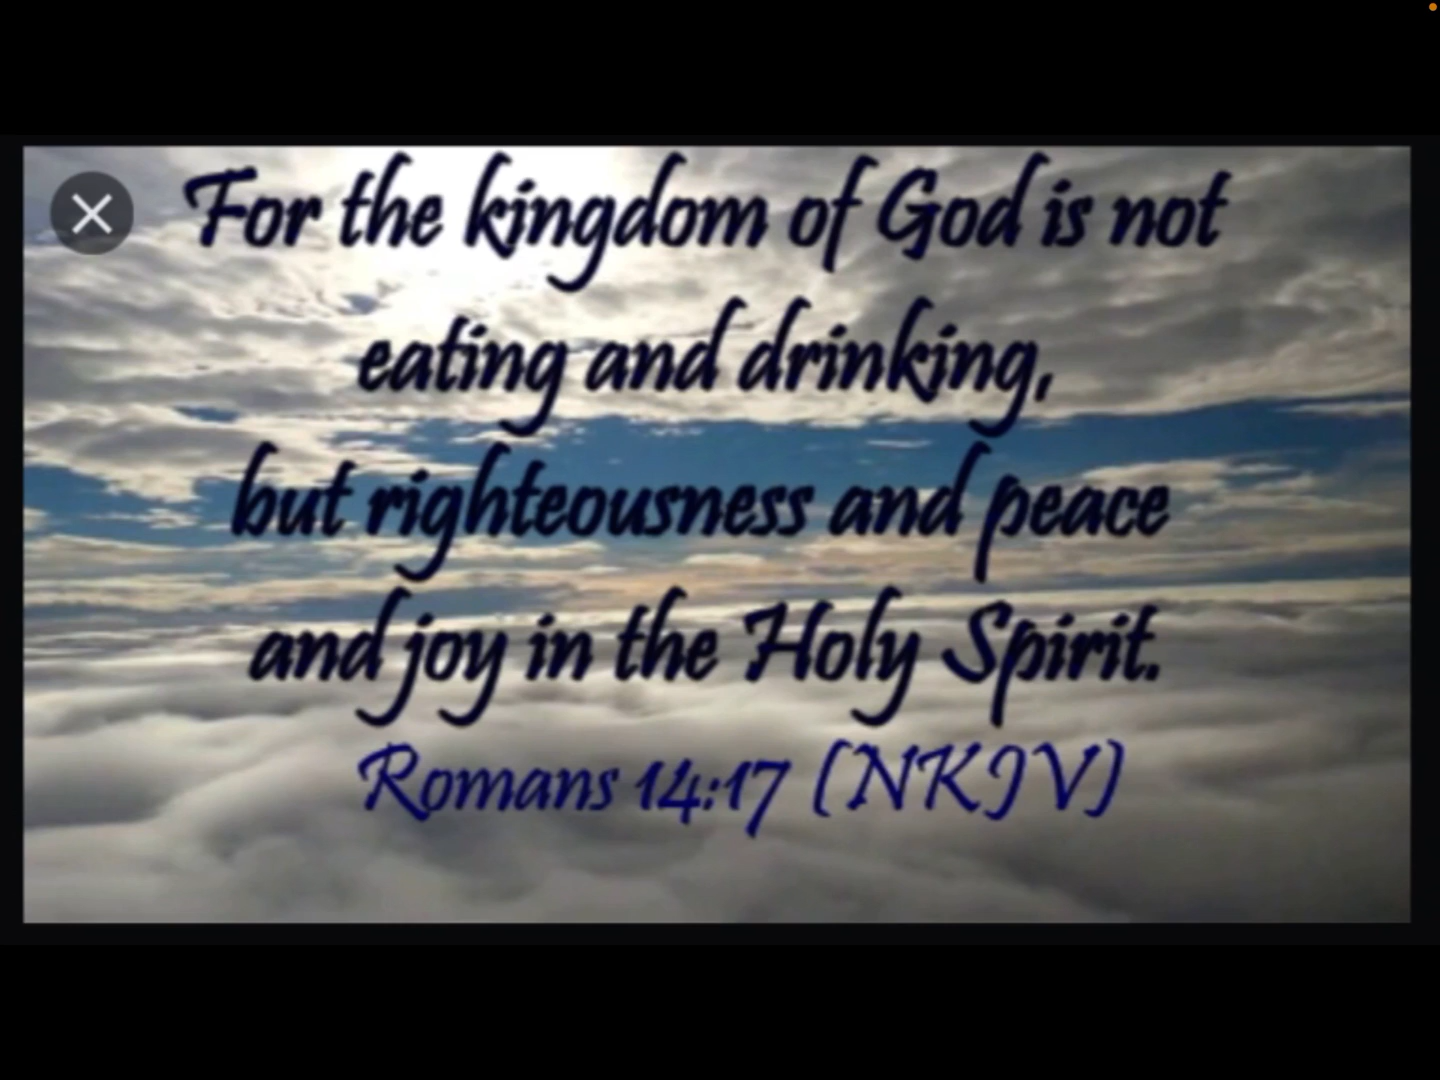 For the kingdom of God is not
eating and drinking,
but righteousness and peace
and joy in the Holy Spirit.
Romans 14:17 (NKJV)